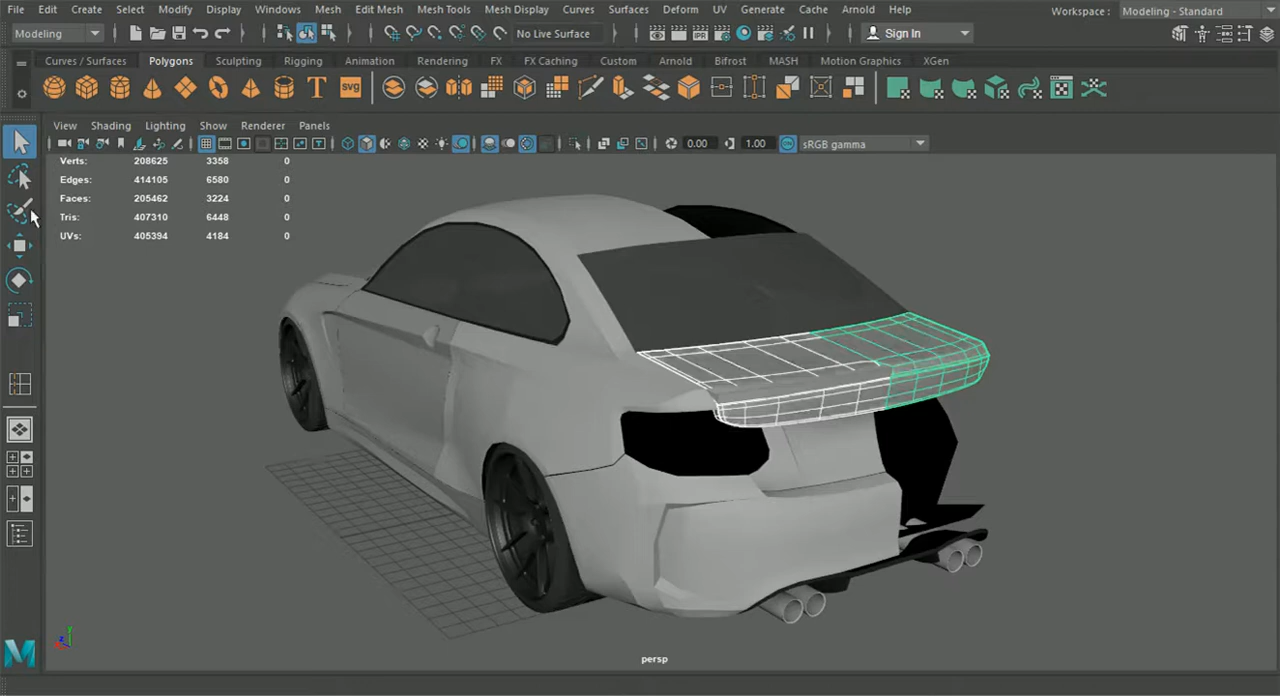 File Edit Create Select Modify Display Windows Mesh Edit Mesh Mesh Tools Mesh Display Curves Surfaces Deform UV Generate Cache Arnold Help Workspace : Modeling - Standard
Modeling No Live Surface Sign In
Curves / Surfaces Polygons Sculpting Rigging Animation Rendering FX FX Caching Custom Arnold Bifrost MASH Motion Graphics XGen
T SVG
View Shading Lighting Show Renderer Panels
0.00 1.00 sRGB gamma
Verts: 208625 3358 0
Edges: 414105 6580 0
Faces: 205462 3224 0
Tris: 407310 6448 0
UVs: 405394 4184 0
persp